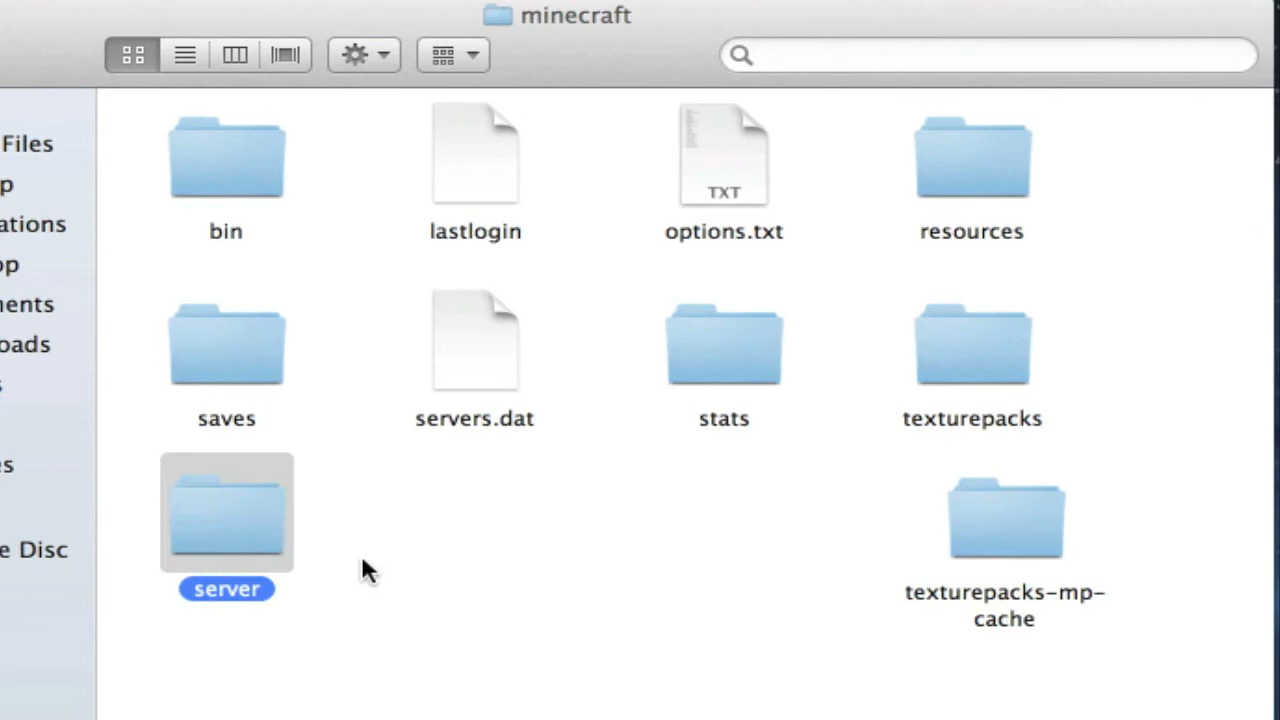 minecraft
Files
p
ations
op
ments
oads
s
s
e Disc
bin
lastlogin
TXT
options.txt
resources
saves
servers.dat
stats
texturepacks
server
texturepacks-mp-
cache